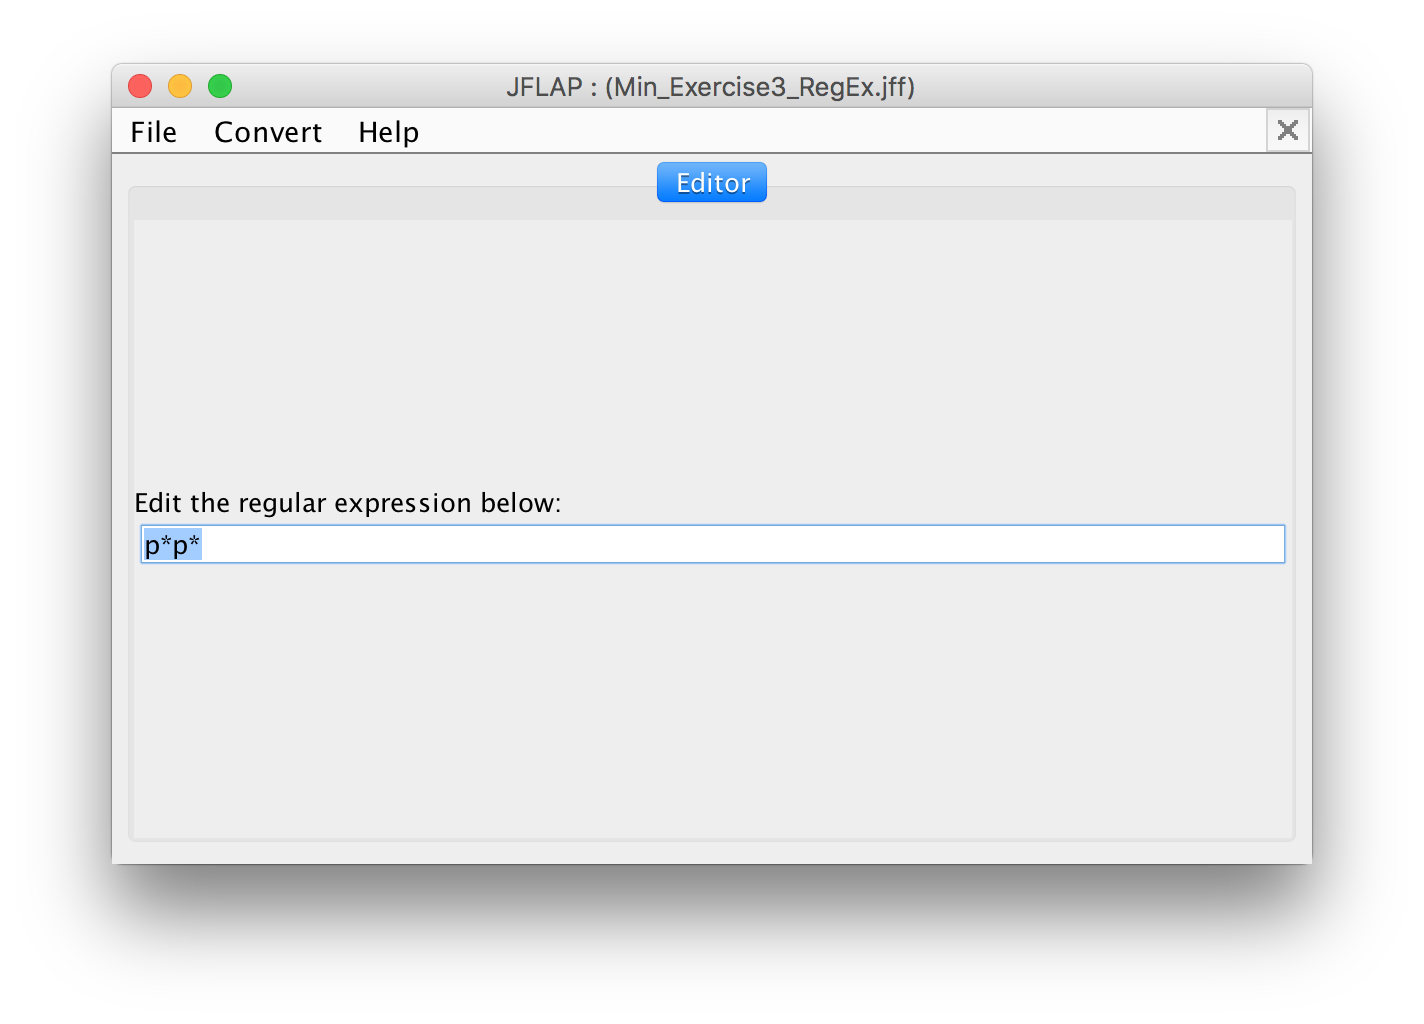 JFLAP : (Min_Exercise3_RegEx.jff)
File Convert Help
Editor
Edit the regular expression below:
p*p*